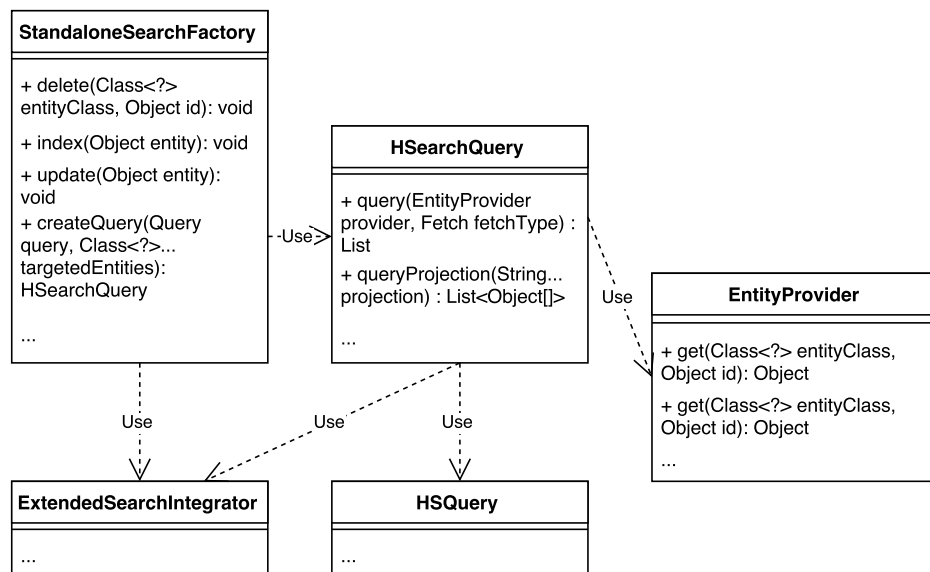 StandaloneSearchFactory
+ delete(Class<?>
entityClass, Object id): void
+ index(Object entity): void
+ update(Object entity):
void
+ createQuery(Query
query, Class<?>...
targetedEntities):
HSearchQuery
...
Use
HSearchQuery
+ query(EntityProvider
provider, Fetch fetchType) :
List
+ queryProjection(String...
projection) : List<Object[]>
...
Use
EntityProvider
+ get(Class<?> entityClass,
Object id): Object
+ get(Class<?> entityClass,
Object id): Object
...
Use
Use
Use
ExtendedSearchIntegrator
...
HSQuery
...